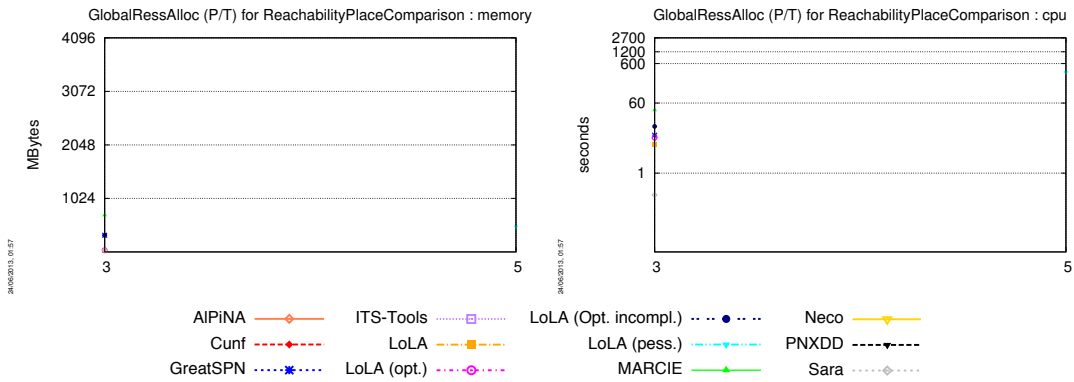 GlobalRessAlloc (P/T) for ReachabilityPlaceComparison : memory
4096
3072
2048
1024
MBytes
3
5
24/06/2013, 01:57
GlobalRessAlloc (P/T) for ReachabilityPlaceComparison : cpu
2700
1200
600
60
1
seconds
3
5
24/06/2013, 01:57
AlPiNA
ITS-Tools
LoLA (Opt. incompl.)
Neco
Cunf
LoLA
LoLA (pess.)
PNXDD
GreatSPN
LoLA (opt.)
MARCIE
Sara